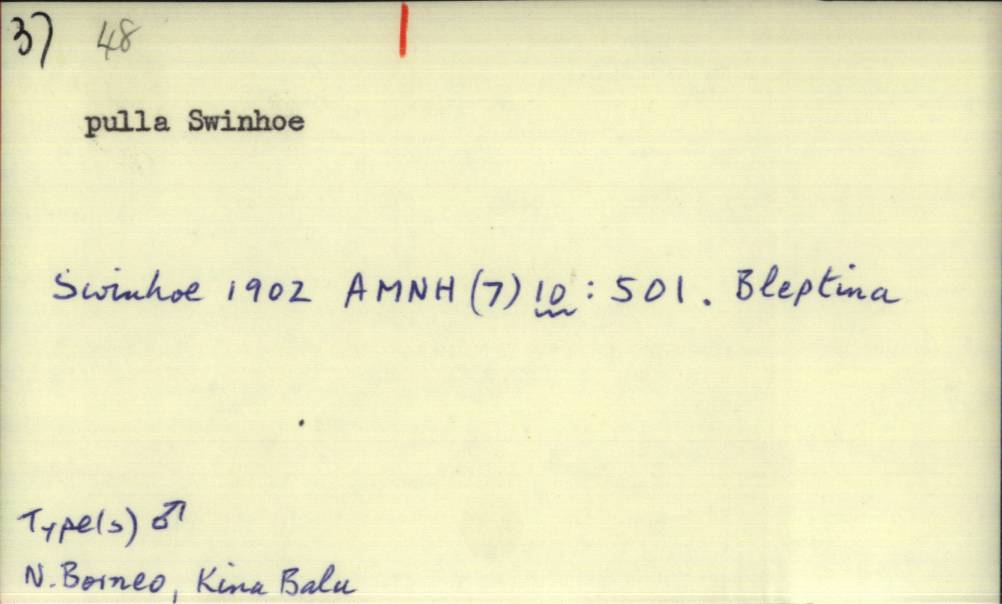 37 48
pulla Swinhoe
Swinhoe 1902 AMNH (7) 10 : 501. Bleptina
Type(s) ♂
N. Borneo, Kina Balu